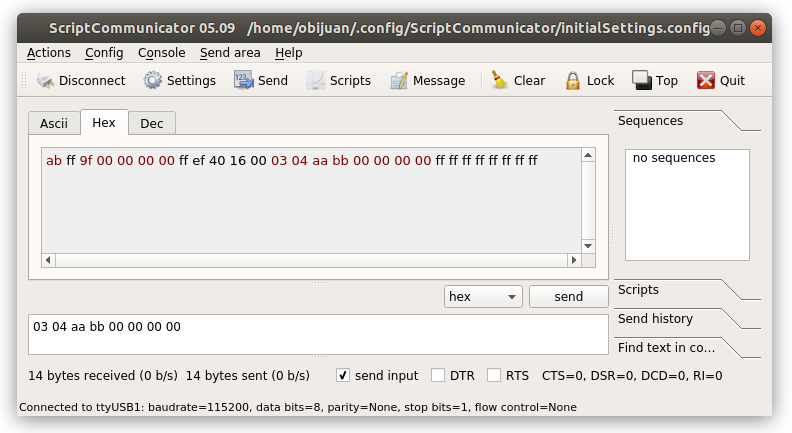 ScriptCommunicator 05.09 /home/obijuan/.config/ScriptCommunicator/initialSettings.config
Actions Config Console Send area Help
Disconnect Settings Send Scripts Message Clear Lock Top Quit
Ascii Hex Dec
ab ff 9f 00 00 00 00 ff ef 40 16 00 03 04 aa bb 00 00 00 00 ff ff ff ff ff ff ff ff
Sequences
no sequences
hex send
03 04 aa bb 00 00 00 00
Scripts
Send history
Find text in co...
14 bytes received (0 b/s) 14 bytes sent (0 b/s) send input DTR RTS CTS=0, DSR=0, DCD=0, RI=0
Connected to ttyUSB1: baudrate=115200, data bits=8, parity=None, stop bits=1, flow control=None